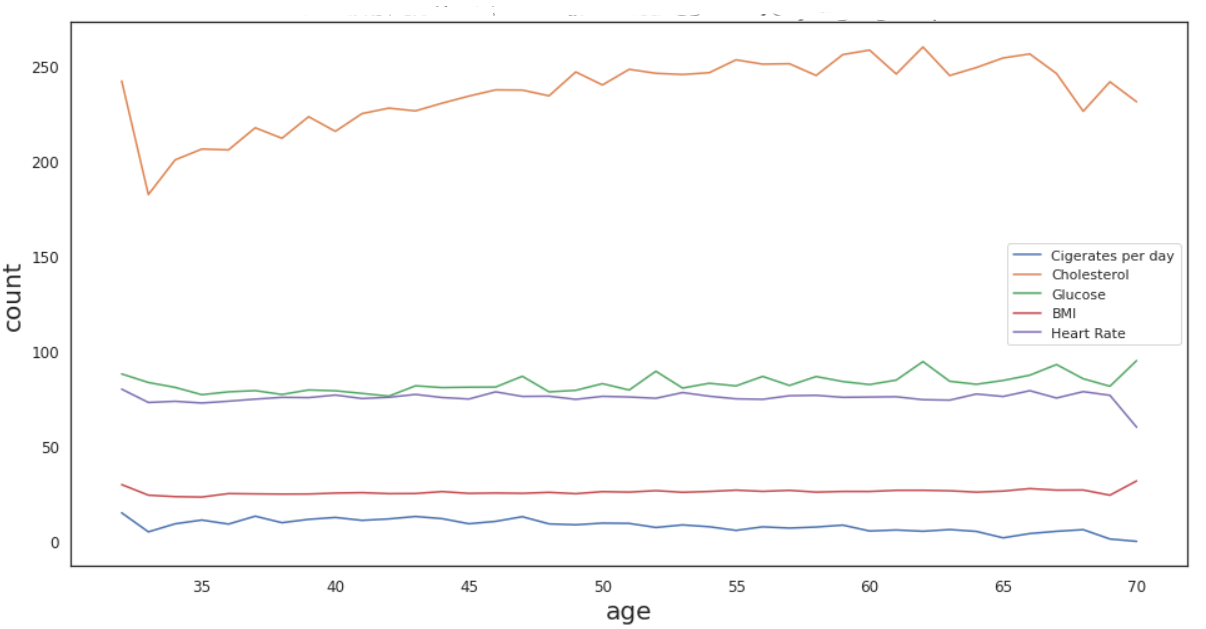 250
200
150
100
50
0
count
35 40 45 50 55 60 65 70
age
Cigerates per day
Cholesterol
Glucose
BMI
Heart Rate